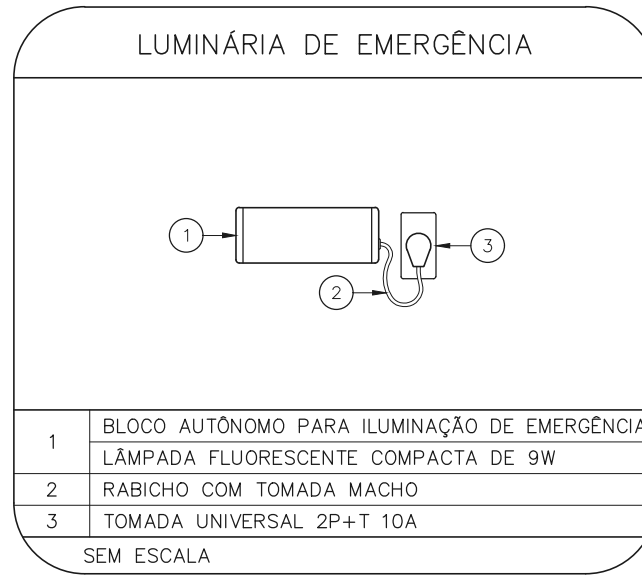 LUMINÁRIA DE EMERGÊNCIA
1
3
2
1
BLOCO AUTÔNOMO PARA ILUMINAÇÃO DE EMERGÊNCIA
LÂMPADA FLUORESCENTE COMPACTA DE 9W
2 RABICHO COM TOMADA MACHO
3 TOMADA UNIVERSAL 2P+T 10A
SEM ESCALA